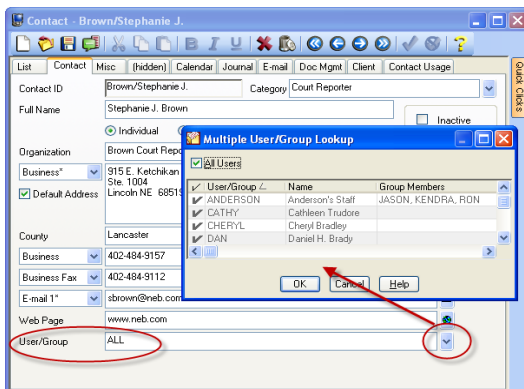 Contact - Brown/Stephanie J.
List Contact Misc (hidden) Calendar Journal E-mail Doc Mgmt Client Contact Usage
Quick Clicks
Contact ID Brown/Stephanie J. Category Court Reporter
Full Name Stephanie J. Brown
Inactive
Individual
Organization Brown Court Repo
Business* 915 E. Ketchikan
Ste. 1004
Default Address Lincoln NE 6851
County Lancaster
Business 402-484-9157
Business Fax 402-484-9112
E-mail 1* sbrown@neb.com
Web Page www.neb.com
User/Group ALL
Multiple User/Group Lookup
All Users
User/Group Name Group Members
ANDERSON Anderson's Staff JASON, KENDRA, RON
CATHY Cathleen Trudore
CHERYL Cheryl Bradley
DAN Daniel H. Brady
OK Cancel Help